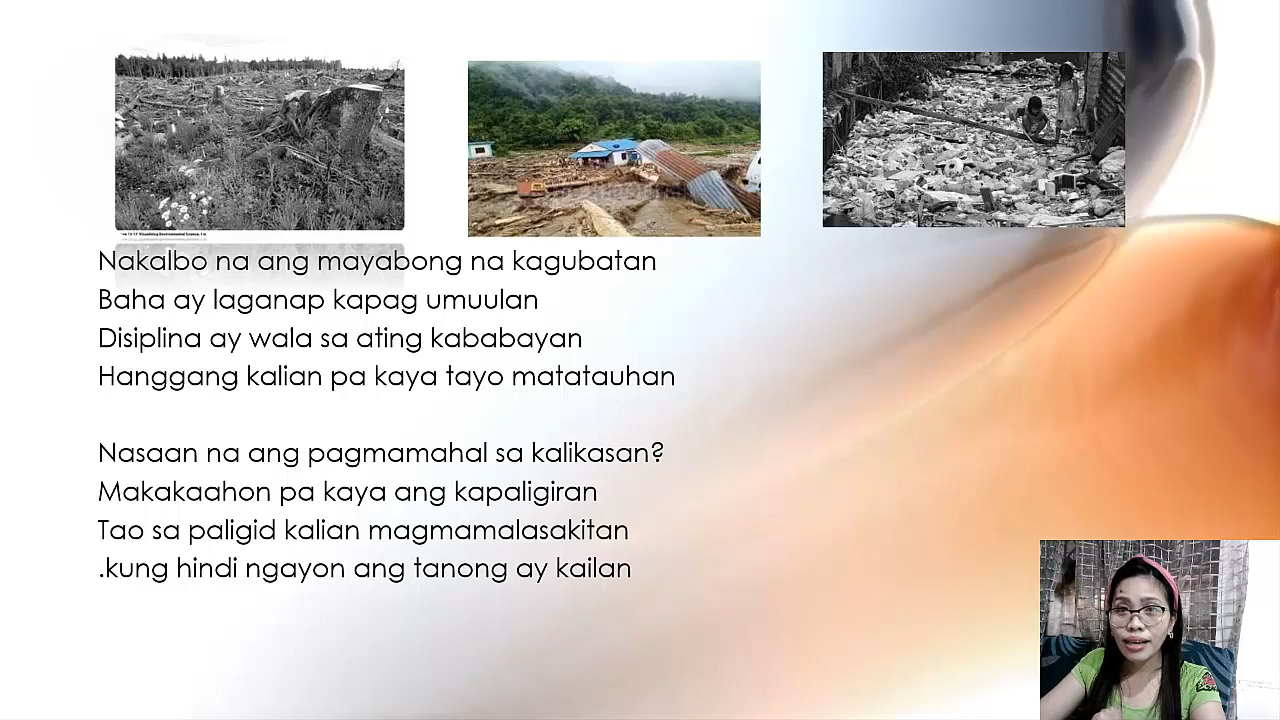 Nakalbo na ang mayabong na kagubatan
Baha ay laganap kapag umuulan
Disiplina ay wala sa ating kababayan
Hanggang kalian pa kaya tayo matatauhan
Nasaan na ang pagmamahal sa kalikasan?
Makakaahon pa kaya ang kapaligiran
Tao sa paligid kalian magmamalasakitan
.kung hindi ngayon ang tanong ay kailan